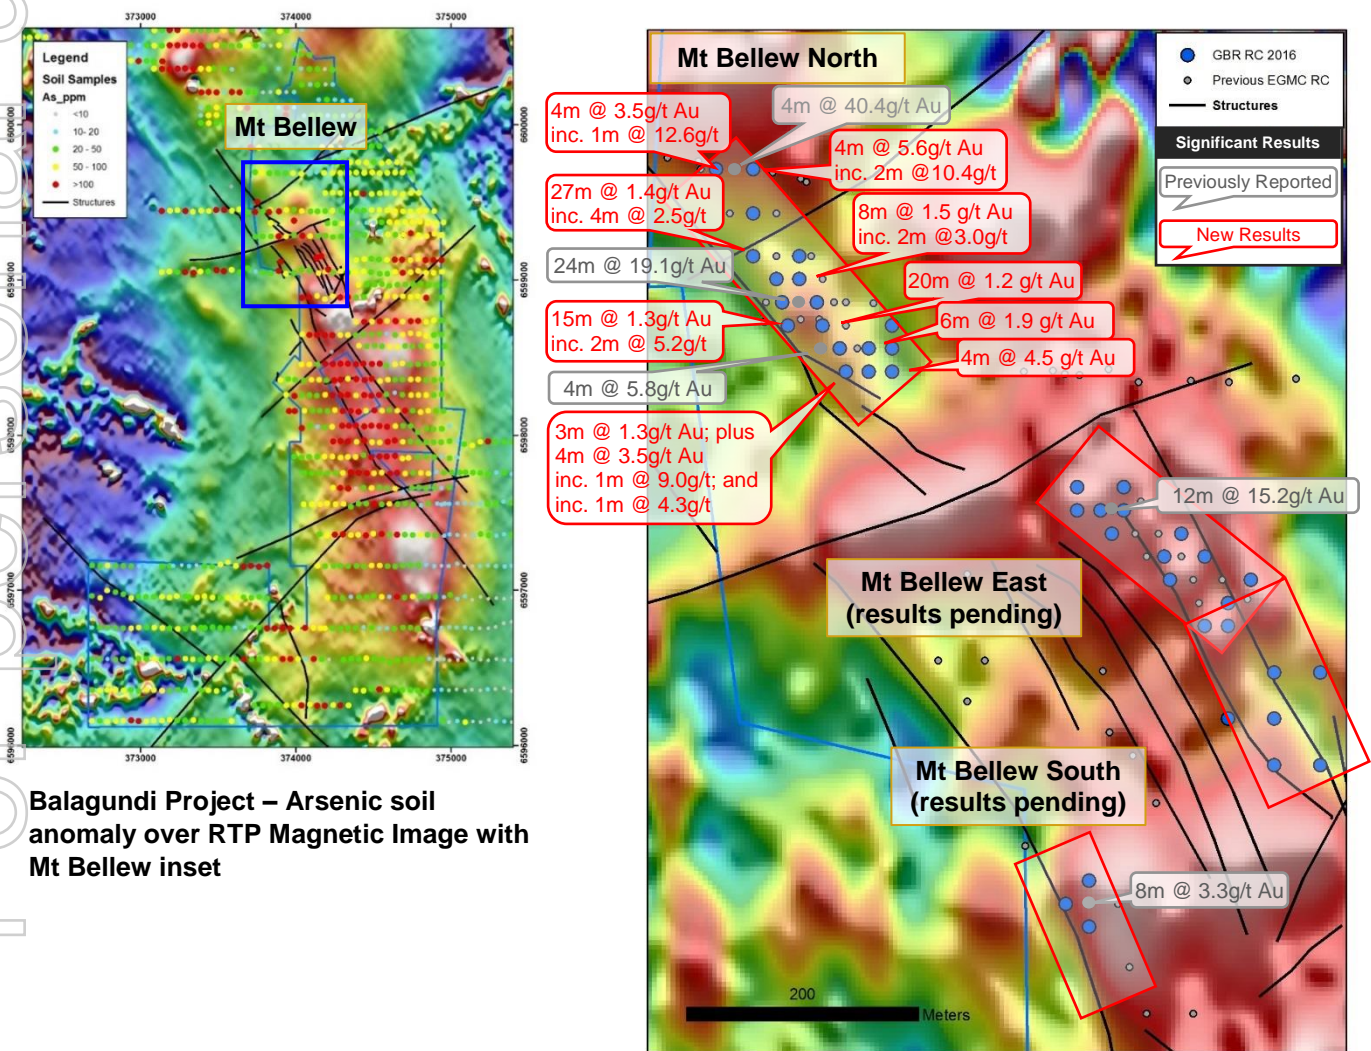 373000
374000
375000
Legend
Soil Samples
As_ppm
<10
10- 20
20 - 50
50 - 100
>100
Structures
Mt Bellew
6600000
6599000
6598000
6597000
6596000
6600000
6599000
6598000
6597000
6596000
373000
374000
375000
Balagundi Project – Arsenic soil
anomaly over RTP Magnetic Image with
Mt Bellew inset
Mt Bellew North
GBR RC 2016
Previous EGMC RC
Structures
Significant Results
Previously Reported
New Results
4m @ 3.5g/t Au
inc. 1m @ 12.6g/t
4m @ 40.4g/t Au
4m @ 5.6g/t Au
inc. 2m @10.4g/t
27m @ 1.4g/t Au
inc. 4m @ 2.5g/t
8m @ 1.5 g/t Au
inc. 2m @3.0g/t
24m @ 19.1g/t Au
20m @ 1.2 g/t Au
15m @ 1.3g/t Au
inc. 2m @ 5.2g/t
6m @ 1.9 g/t Au
4m @ 4.5 g/t Au
4m @ 5.8g/t Au
3m @ 1.3g/t Au; plus
4m @ 3.5g/t Au
inc. 1m @ 9.0g/t; and
inc. 1m @ 4.3g/t
12m @ 15.2g/t Au
Mt Bellew East
(results pending)
Mt Bellew South
(results pending)
8m @ 3.3g/t Au
200
Meters